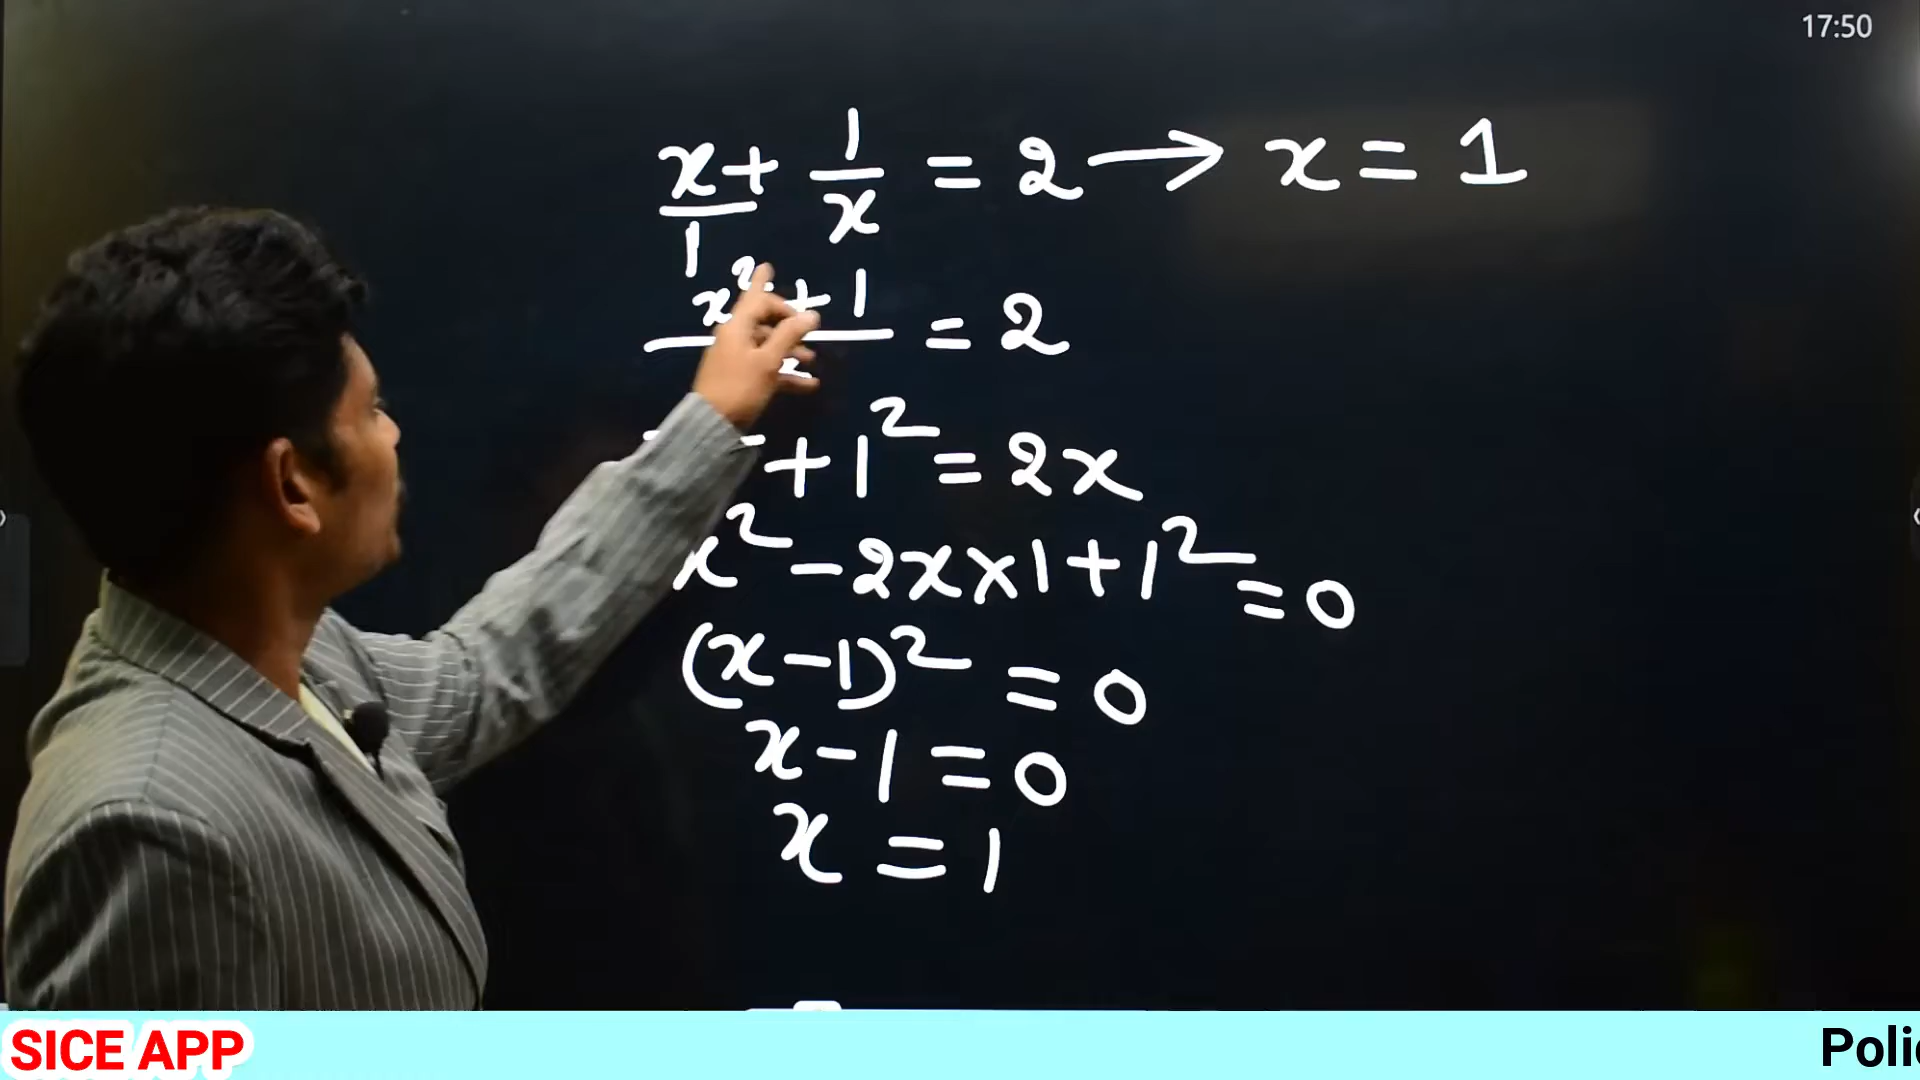 17:50
x/1 + 1/x = 2 → x = 1
x² + 1 / x = 2
+ 1² = 2x
x² - 2x×1 + 1² = 0
(x-1)² = 0
x - 1 = 0
x = 1
SICE APP